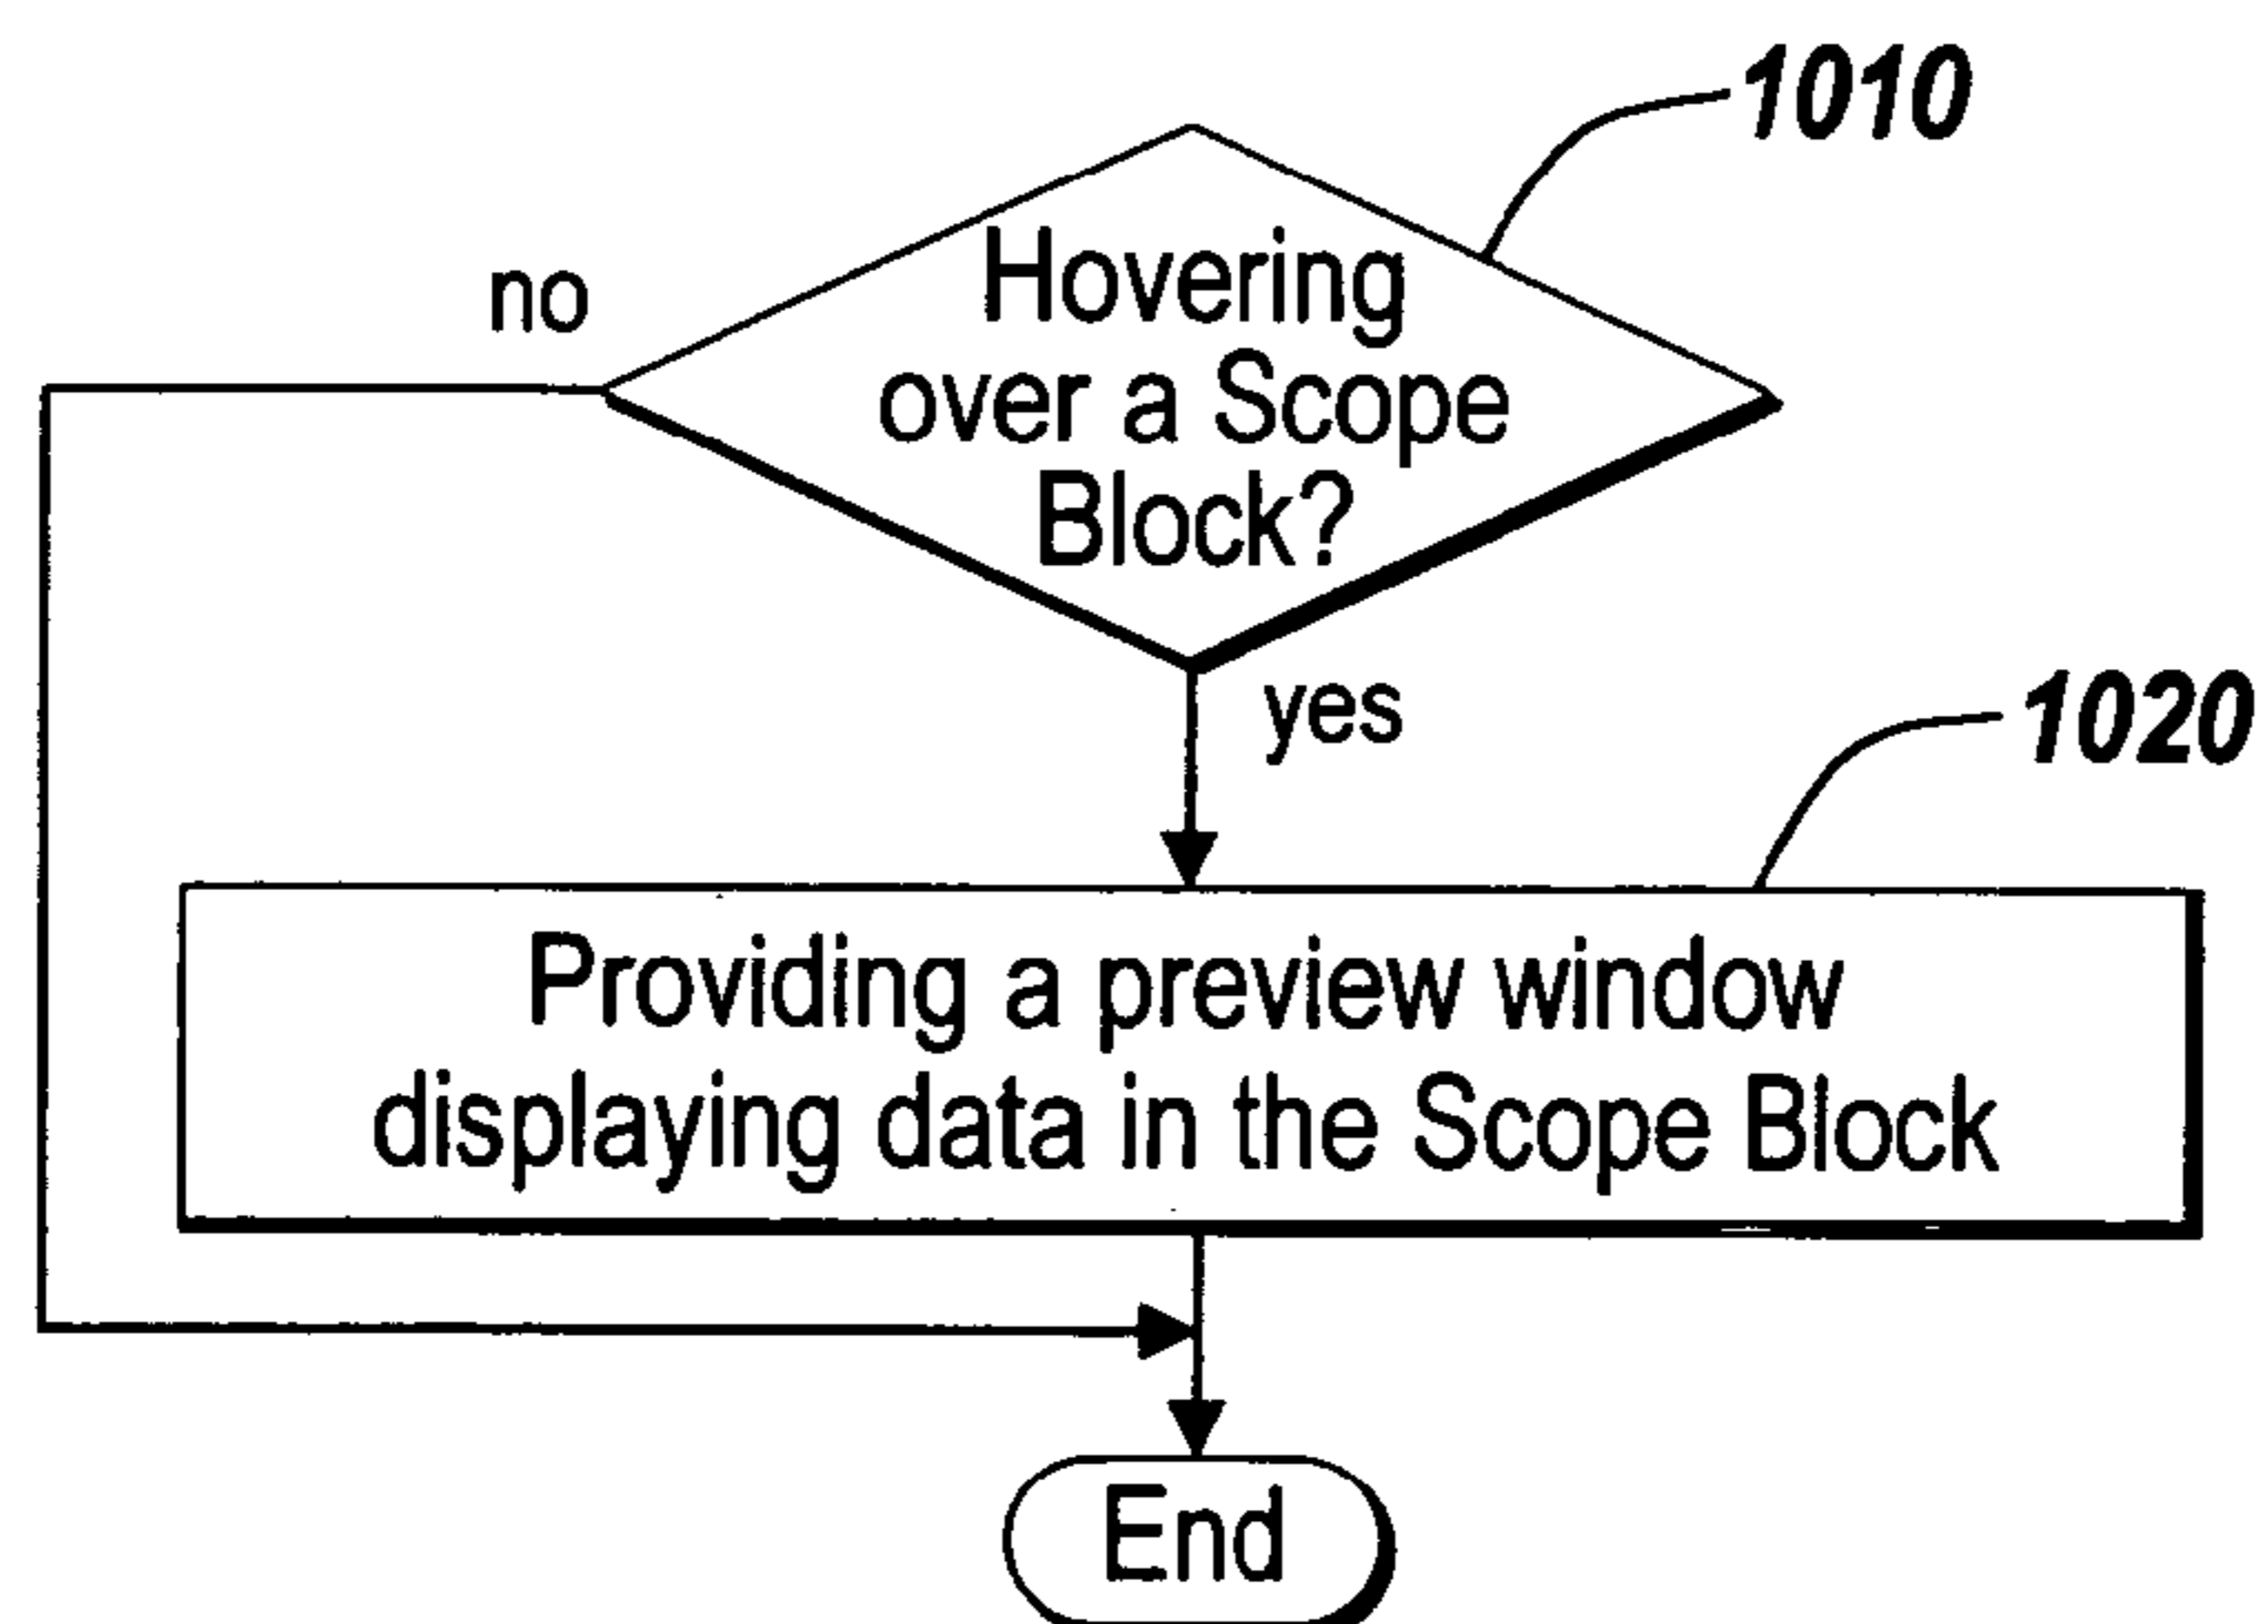 1010
Hovering
no
over a Scope
Block?
yes
1020
Providing a preview window
displaying data in the Scope Block
End